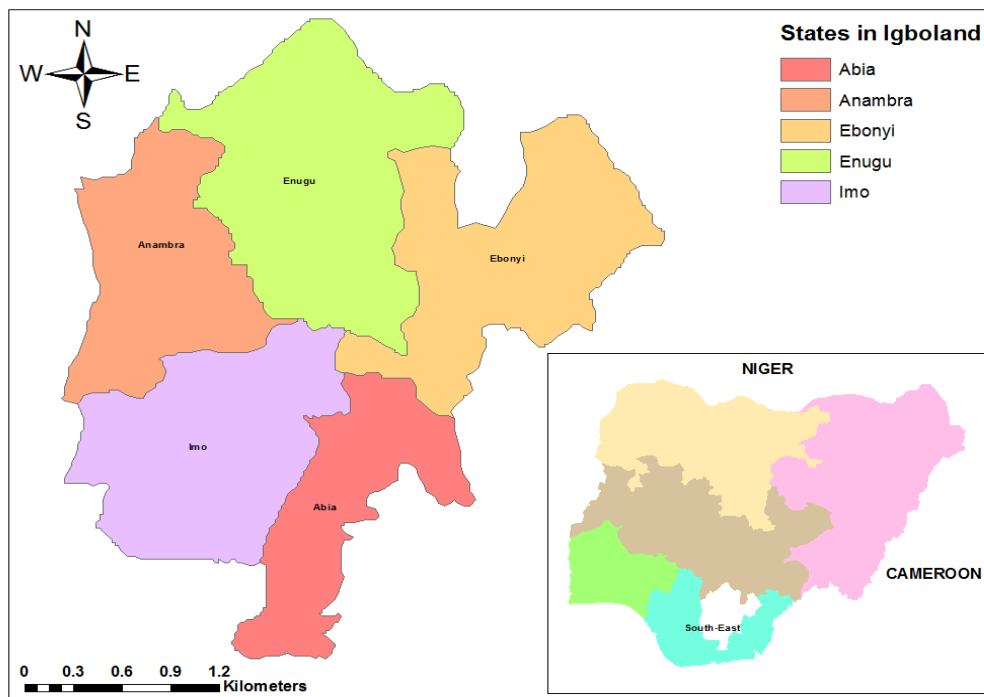 N
W E
S
States in Igboland
Abia
Anambra
Ebonyi
Enugu
Imo
Enugu
Anambra
Ebonyi
Imo
Abia
0 0.3 0.6 0.9 1.2
Kilometers
NIGER
CAMEROON
South-East